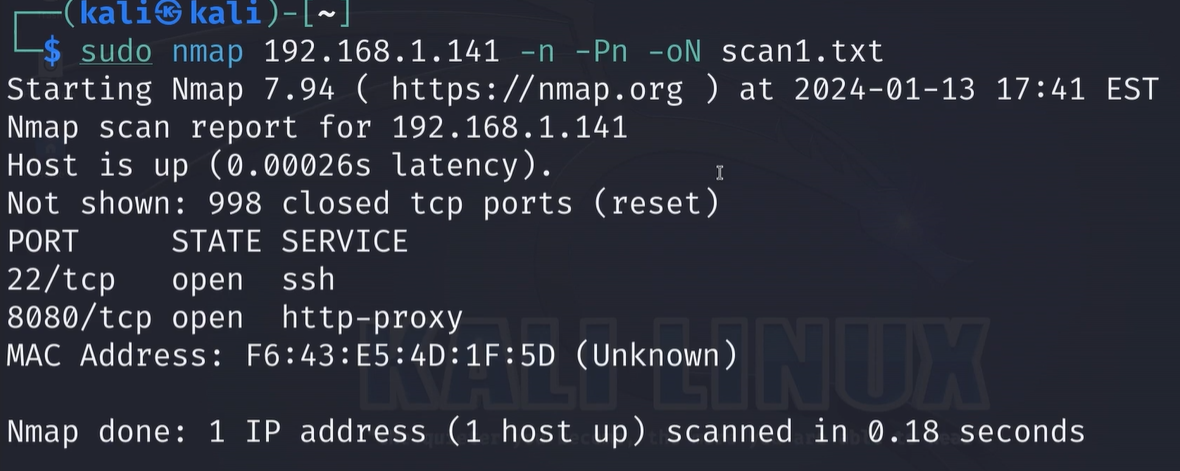 ┌──(kali㉿kali)-[~]
└─$ sudo nmap 192.168.1.141 -n -Pn -oN scan1.txt
Starting Nmap 7.94 ( https://nmap.org ) at 2024-01-13 17:41 EST
Nmap scan report for 192.168.1.141
Host is up (0.00026s latency).
Not shown: 998 closed tcp ports (reset)
PORT     STATE SERVICE
22/tcp   open  ssh
8080/tcp open  http-proxy
MAC Address: F6:43:E5:4D:1F:5D (Unknown)
KALI LINUX
Nmap done: 1 IP address (1 host up) scanned in 0.18 seconds